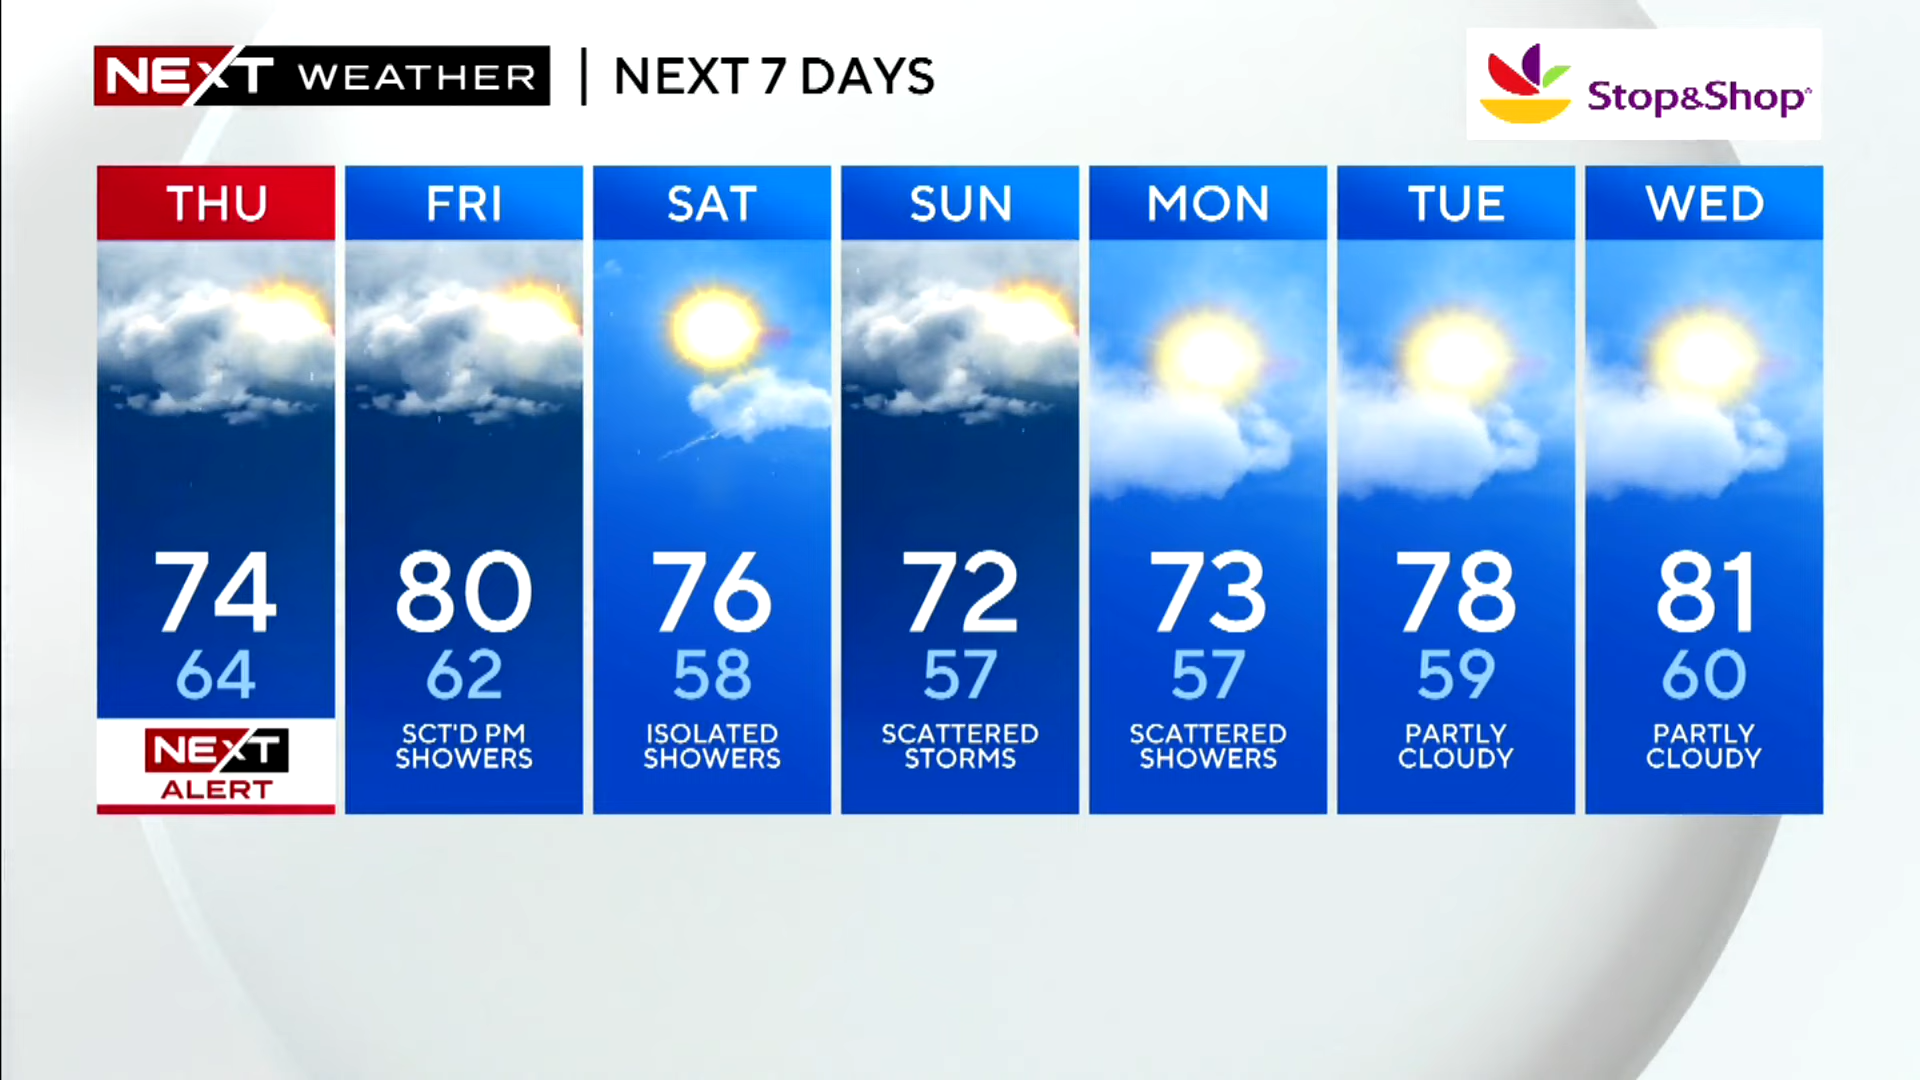 NEXT WEATHER | NEXT 7 DAYS
Stop&Shop®
THU
74
64
NEXT
ALERT
FRI
80
62
SCT'D PM
SHOWERS
SAT
76
58
ISOLATED
SHOWERS
SUN
72
57
SCATTERED
STORMS
MON
73
57
SCATTERED
SHOWERS
TUE
78
59
PARTLY
CLOUDY
WED
81
60
PARTLY
CLOUDY